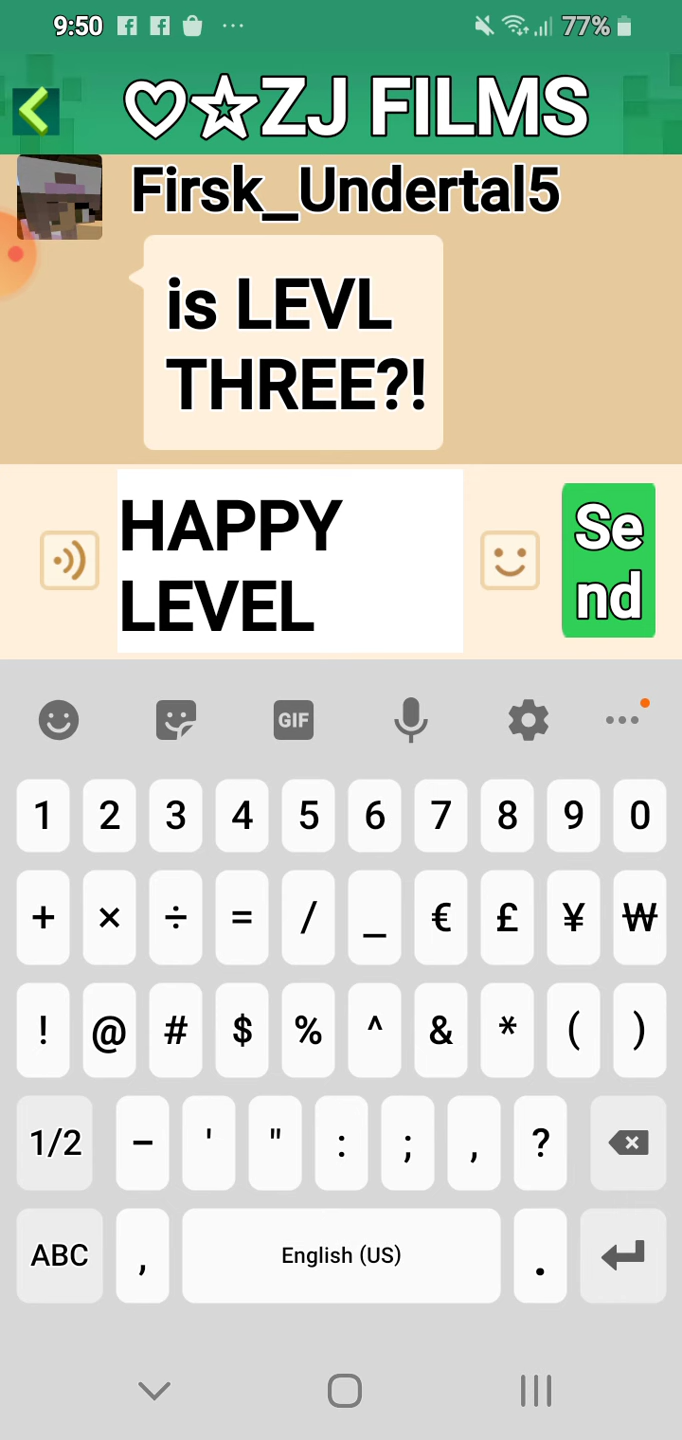 9:50 77%
♡☆ZJ FILMS
Firsk_Undertal5
is LEVL
THREE?!
HAPPY
LEVEL
Se
nd
GIF
1 2 3 4 5 6 7 8 9 0
+ × ÷ = / _ € £ ¥ ₩
! @ # $ % ^ & * ( )
1/2 – ' " : ; , ?
ABC , English (US) .